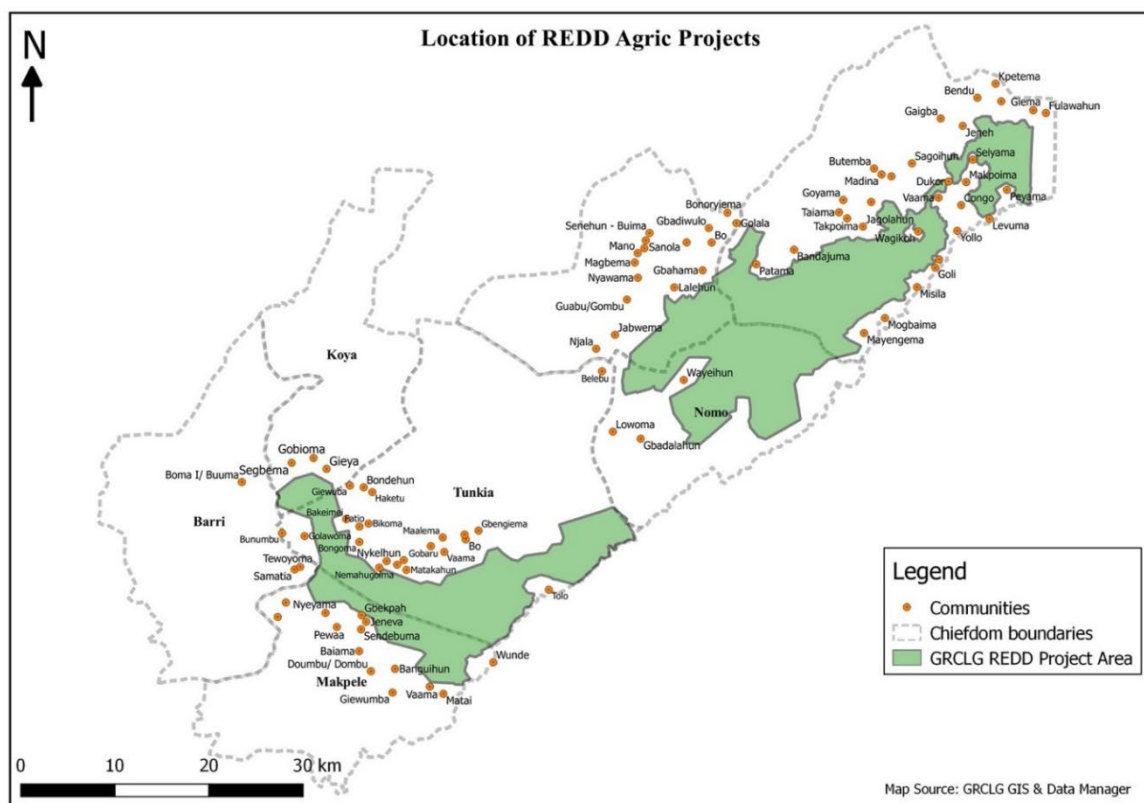 Location of REDD Agric Projects
N
Kpetema
Bendu
Giema
Fulawahun
Gaigba
Jeneh
Sagoihun
Seiyama
Butemba
Madina
Dukor
Makpoima
Goyama
Vaama
Congo
Peyama
Bonoryiema
Taiama
Jagolahun
Levuma
Gbadiwulo
Golala
Takpoima
Senehun - Buima
Bo
Wagikoh
Yollo
Mano
Sanola
Bandajuma
Magbema
Gbahama
Patama
Goli
Nyawama
Lalehun
Misila
Guabu/Gombu
Mogbaima
Jabwema
Mayengema
Njala
Koya
Belebu
Wayeihun
Nomo
Lowoma
Gbadalahun
Gobioma
Gieya
Segbema
Boma I/ Buuma
Giewuba
Bondehun
Haketu
Tunkia
Bakeimoi
Fatio
Bikoma
Barri
Gbengiema
Maalema
Bunumbu
Golawoma
Bo
Bongoma
Nykelhun
Gobaru
Vaama
Tewoyoma
Matakahun
Samatia
Nemahugoima
Tolo
Nyeyama
Gbekpah
Jeneva
Pewaa
Sendebuma
Baiama
Wunde
Doumbu/ Dombu
Banguihun
Makpele
Giewumba
Vaama
Matai
Legend
Communities
Chiefdom boundaries
GRCLG REDD Project Area
0 10 20 30 km
Map Source: GRCLG GIS & Data Manager